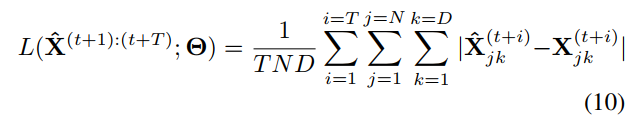 L(X̂^{(t+1):(t+T)}; Θ) = \frac{1}{TND} \sum_{i=1}^{i=T} \sum_{j=1}^{j=N} \sum_{k=1}^{k=D} |X̂_{jk}^{(t+i)} − X_{jk}^{(t+i)}|
(10)